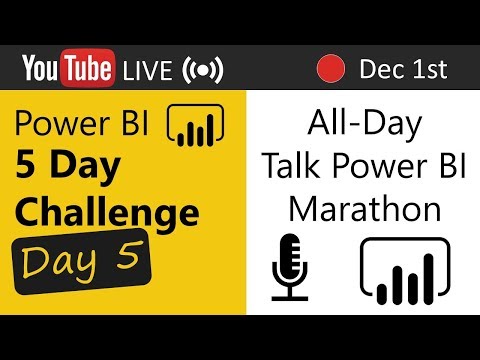 YouTube LIVE
Dec 1st
Power BI
5 Day
Challenge
Day 5
All-Day
Talk Power BI
Marathon